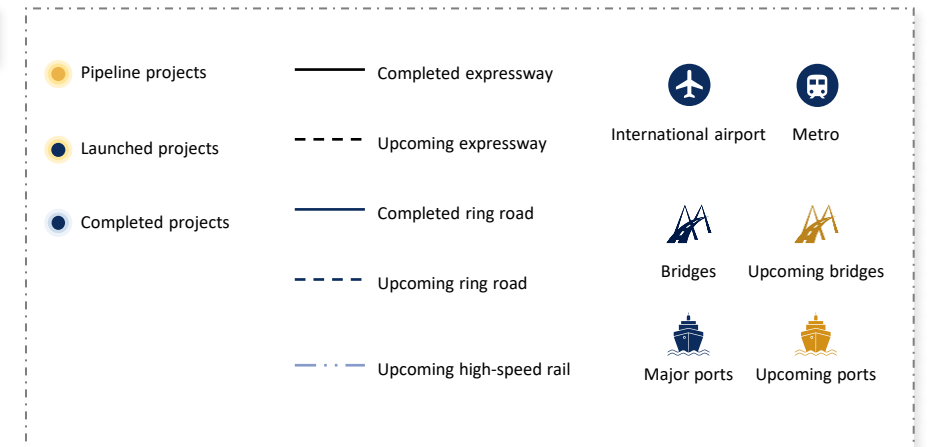 Pipeline projects
Launched projects
Completed projects
Completed expressway
Upcoming expressway
Completed ring road
Upcoming ring road
Upcoming high-speed rail
International airport
Metro
Bridges
Upcoming bridges
Major ports
Upcoming ports